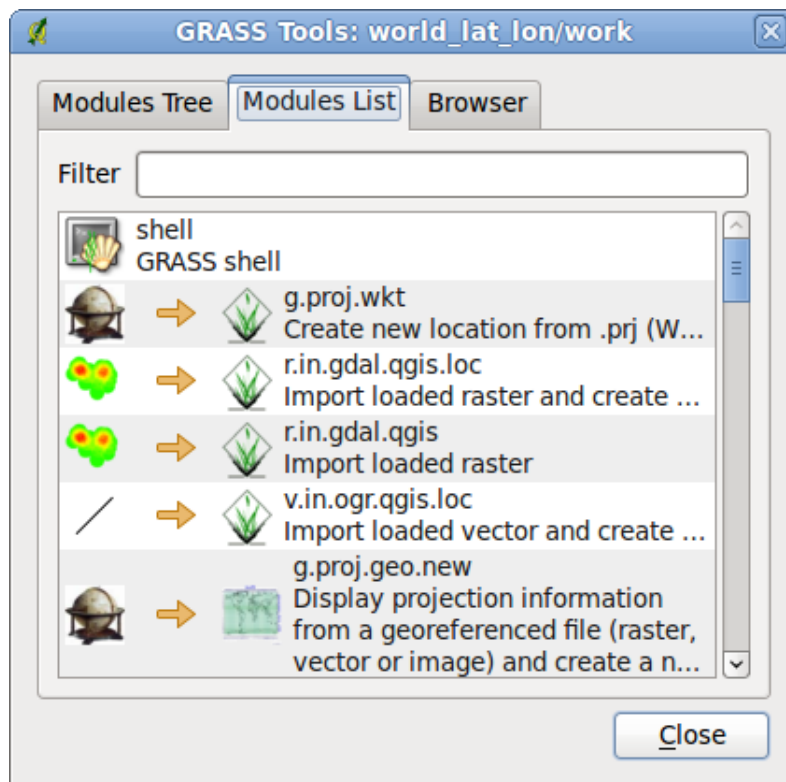 GRASS Tools: world_lat_lon/work
Modules Tree
Modules List
Browser
Filter
shell
GRASS shell
g.proj.wkt
Create new location from .prj (W...
r.in.gdal.qgis.loc
Import loaded raster and create ...
r.in.gdal.qgis
Import loaded raster
v.in.ogr.qgis.loc
Import loaded vector and create ...
g.proj.geo.new
Display projection information
from a georeferenced file (raster,
vector or image) and create a n...
Close